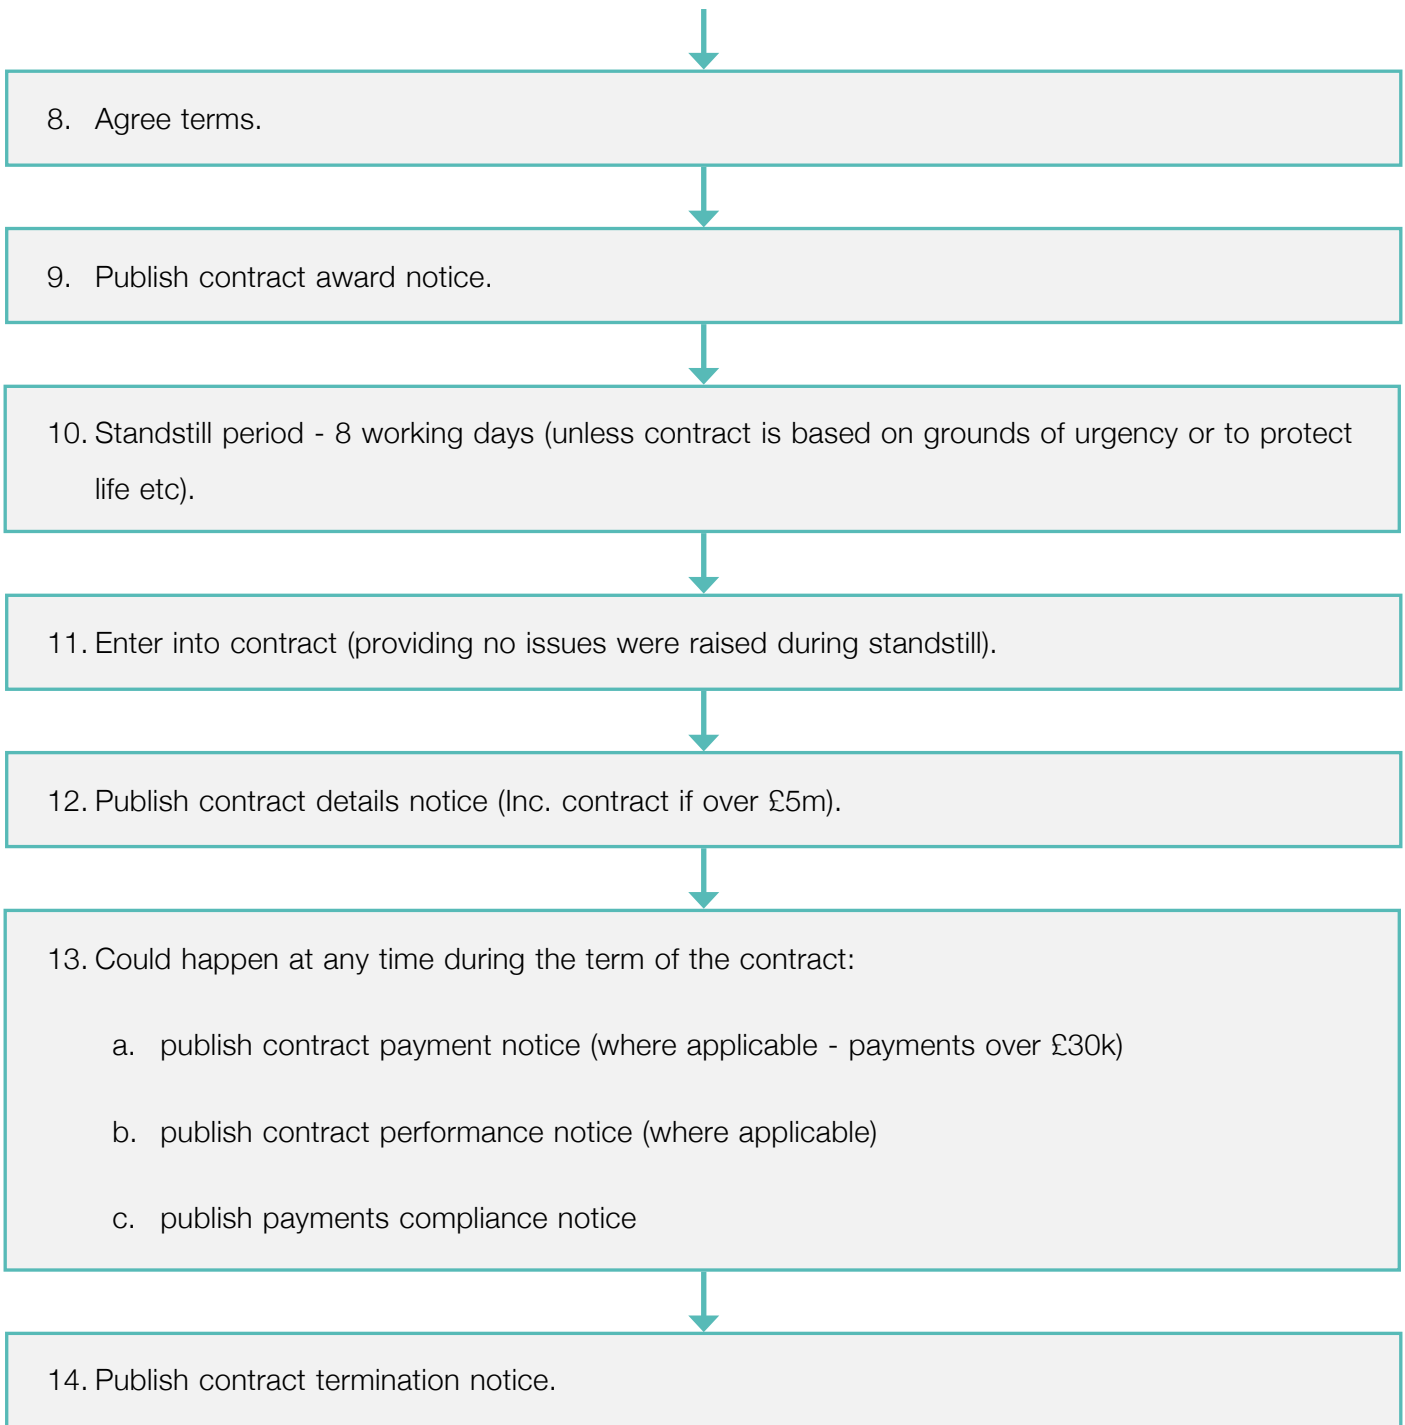 8. Agree terms.
9. Publish contract award notice.
10. Standstill period - 8 working days (unless contract is based on grounds of urgency or to protect
life etc).
11. Enter into contract (providing no issues were raised during standstill).
12. Publish contract details notice (Inc. contract if over £5m).
13. Could happen at any time during the term of the contract:
a. publish contract payment notice (where applicable - payments over £30k)
b. publish contract performance notice (where applicable)
c. publish payments compliance notice
14. Publish contract termination notice.